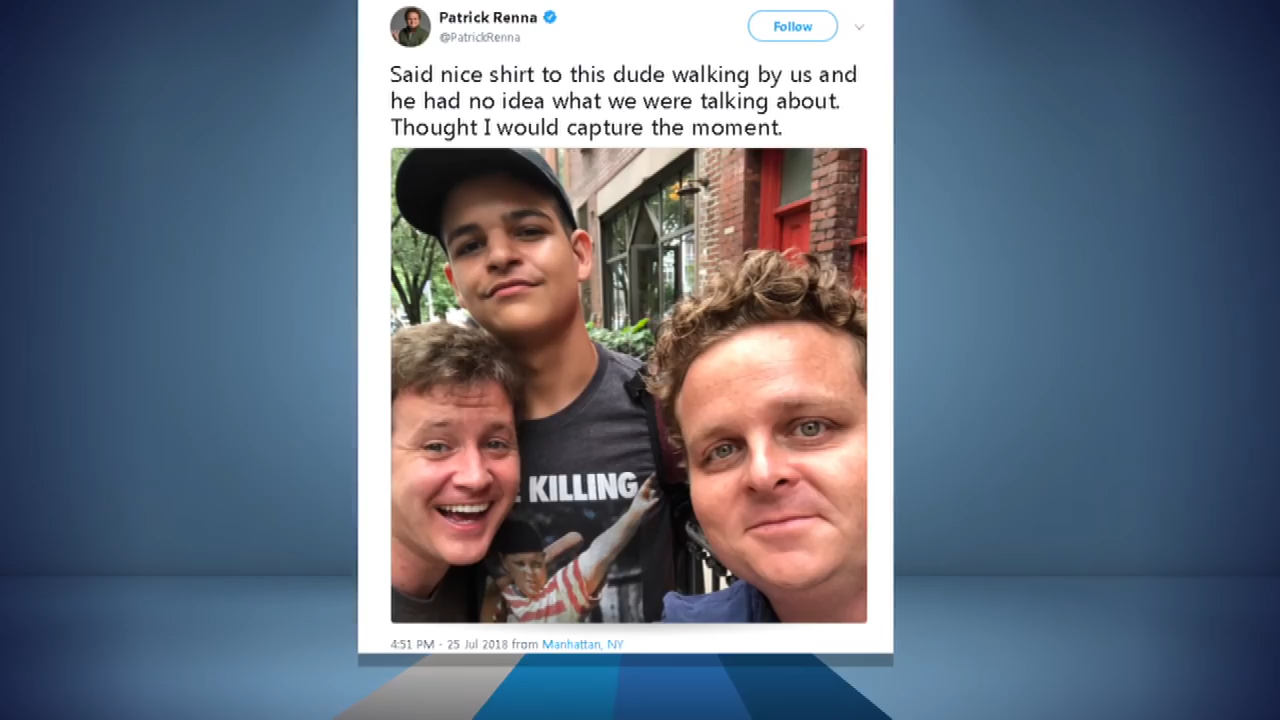 Patrick Renna
@PatrickRenna
Follow
Said nice shirt to this dude walking by us and
he had no idea what we were talking about.
Thought I would capture the moment.
KILLING
4:51 PM - 25 Jul 2018 from Manhattan, NY